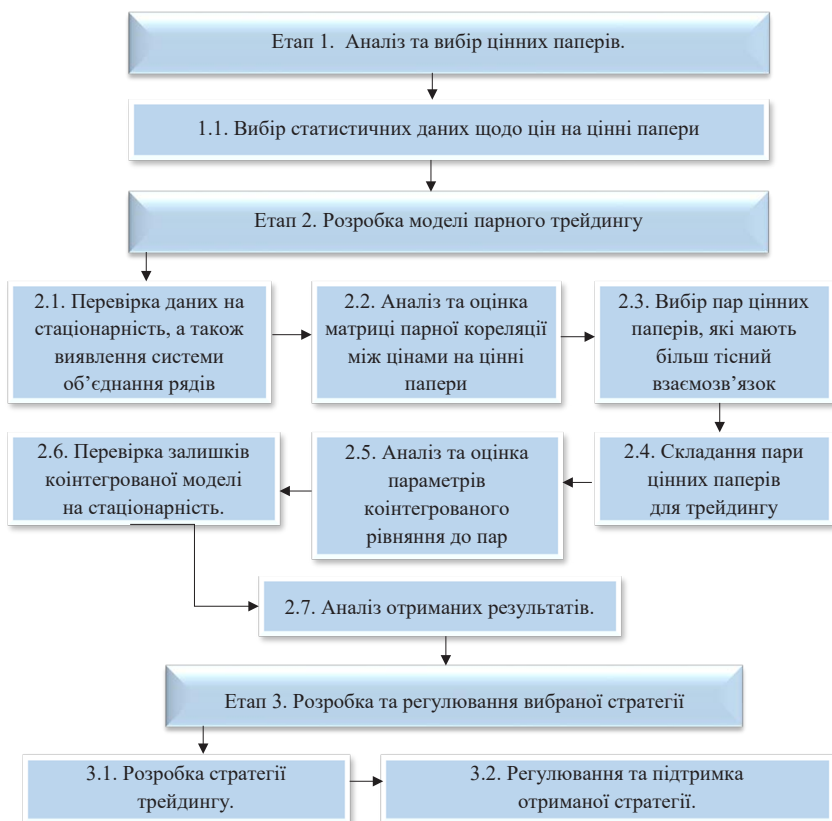 Етап 1. Аналіз та вибір цінних паперів.
1.1. Вибір статистичних даних щодо цін на цінні папери
Етап 2. Розробка моделі парного трейдингу
2.1. Перевірка даних на
стаціонарність, а також
виявлення системи
об’єднання рядів
2.2. Аналіз та оцінка
матриці парної кореляції
між цінами на цінні
папери
2.3. Вибір пар цінних
паперів, які мають
більш тісний
взаємозв’язок
2.4. Складання пари
цінних паперів
для трейдингу
2.5. Аналіз та оцінка
параметрів
коінтегрованого
рівняння до пар
2.6. Перевірка залишків
коінтегрованої моделі
на стаціонарність.
2.7. Аналіз отриманих результатів.
Етап 3. Розробка та регулювання вибраної стратегії
3.1. Розробка стратегії
трейдингу.
3.2. Регулювання та підтримка
отриманої стратегії.